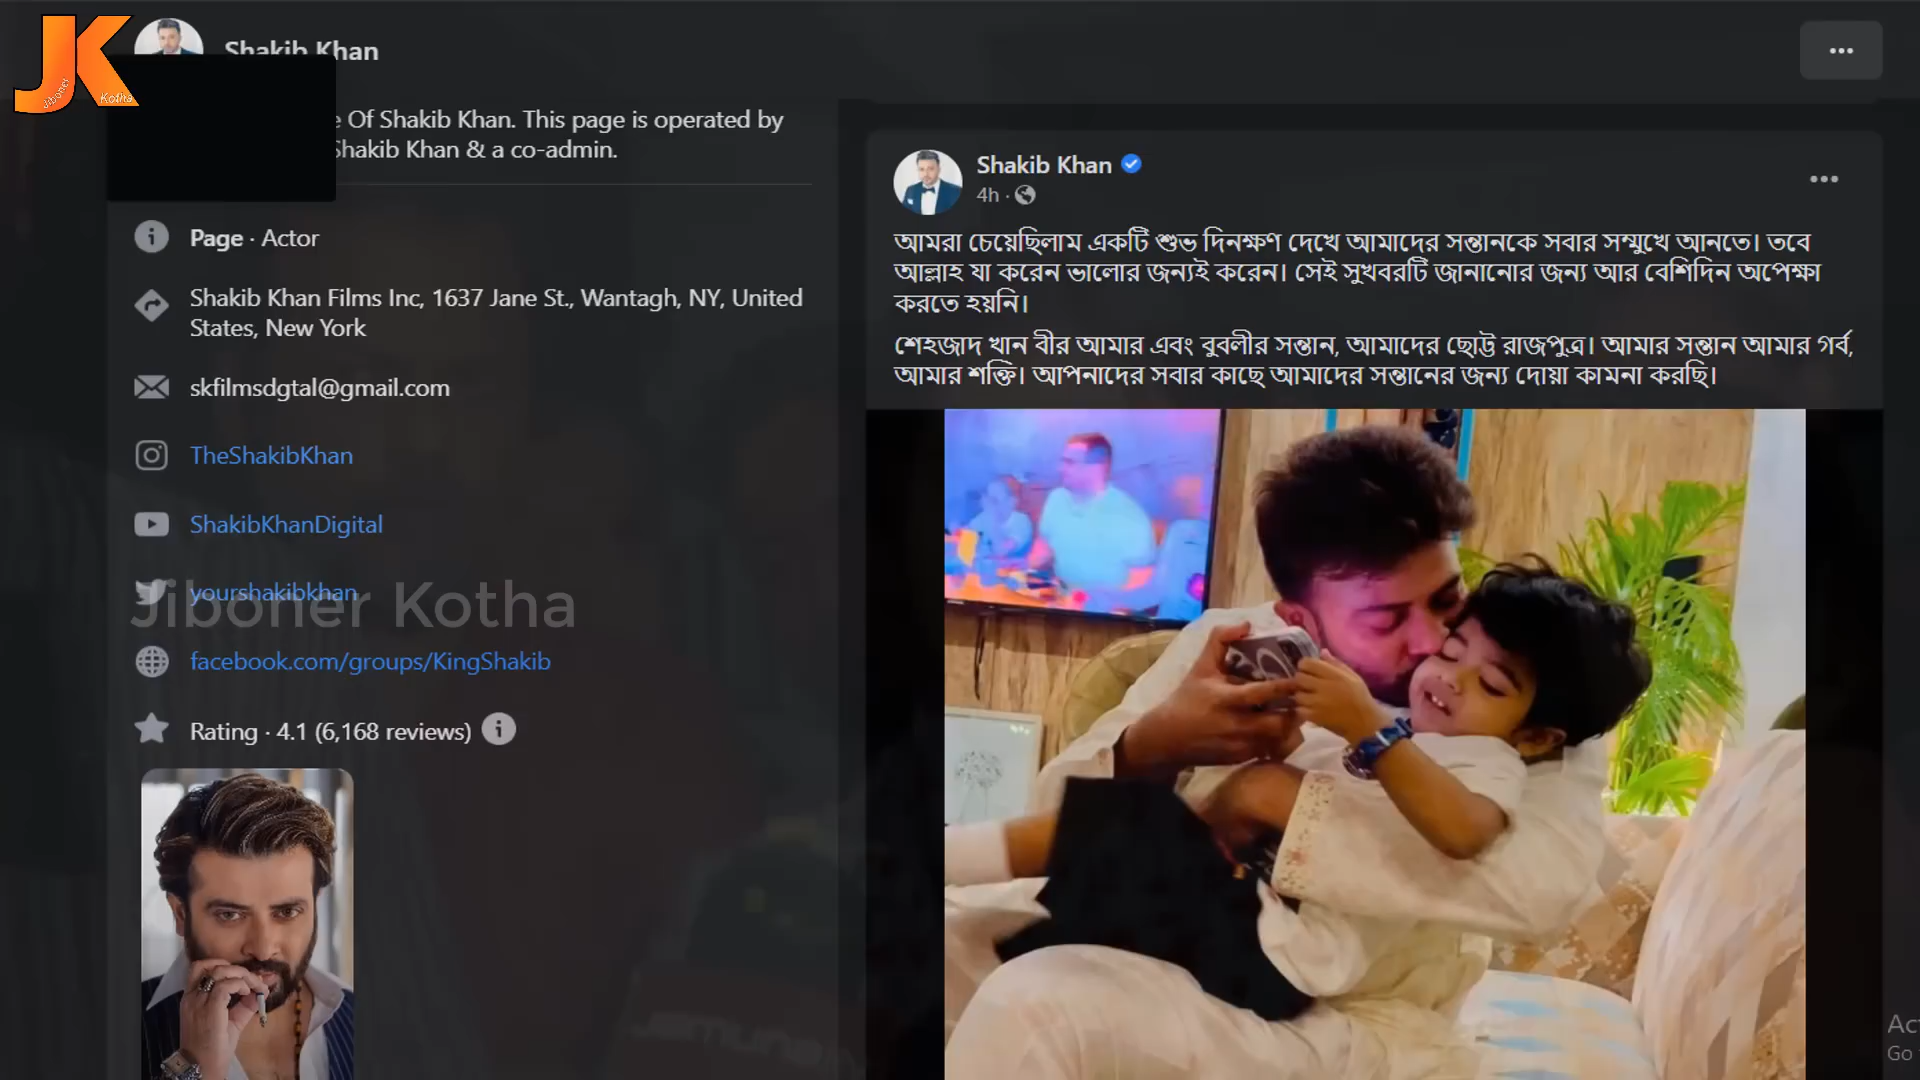 JK
Jiboner
Kotha
Shakib Khan
e Of Shakib Khan. This page is operated by
Shakib Khan & a co-admin.
Page · Actor
Shakib Khan Films Inc, 1637 Jane St., Wantagh, NY, United
States, New York
skfilmsdgtal@gmail.com
TheShakibKhan
ShakibKhanDigital
yourshakibkhan
Jiboner Kotha
facebook.com/groups/KingShakib
Rating · 4.1 (6,168 reviews)
Shakib Khan
4h ·
আমরা চেয়েছিলাম একটি শুভ দিনক্ষণ দেখে আমাদের সন্তানকে সবার সম্মুখে আনতে। তবে
আল্লাহ যা করেন ভালোর জন্যই করেন। সেই সুখবরটি জানানোর জন্য আর বেশিদিন অপেক্ষা
করতে হয়নি।
শেহজাদ খান বীর আমার এবং বুবলীর সন্তান, আমাদের ছোট্ট রাজপুত্র। আমার সন্তান আমার গর্ব,
আমার শক্তি। আপনাদের সবার কাছে আমাদের সন্তানের জন্য দোয়া কামনা করছি।
Go